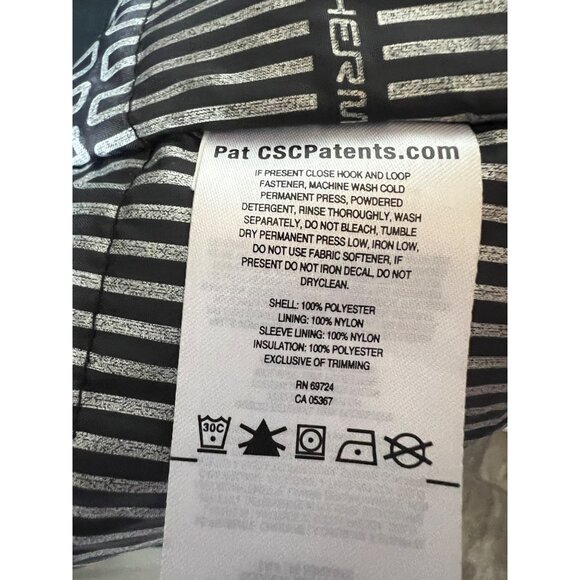 HER
Pat CSCPatents.com
IF PRESENT CLOSE HOOK AND LOOP
FASTENER, MACHINE WASH COLD
PERMANENT PRESS, POWDERED
DETERGENT, RINSE THOROUGHLY, WASH
SEPARATELY, DO NOT BLEACH, TUMBLE
DRY PERMANENT PRESS LOW, IRON LOW,
DO NOT USE FABRIC SOFTENER, IF
PRESENT DO NOT IRON DECAL, DO NOT
DRYCLEAN.
SHELL: 100% POLYESTER
LINING: 100% NYLON
SLEEVE LINING: 100% NYLON
INSULATION: 100% POLYESTER
EXCLUSIVE OF TRIMMING
RN 69724
CA 05367
30C